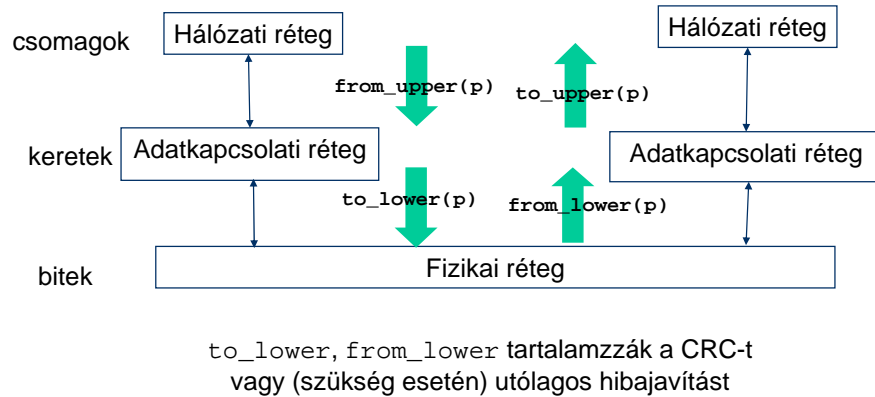 csomagok
Hálózati réteg
Hálózati réteg
from_upper(p)
to_upper(p)
keretek
Adatkapcsolati réteg
Adatkapcsolati réteg
to_lower(p)
from_lower(p)
bitek
Fizikai réteg
to_lower, from_lower tartalamzzák a CRC-t
vagy (szükség esetén) utólagos hibajavítást